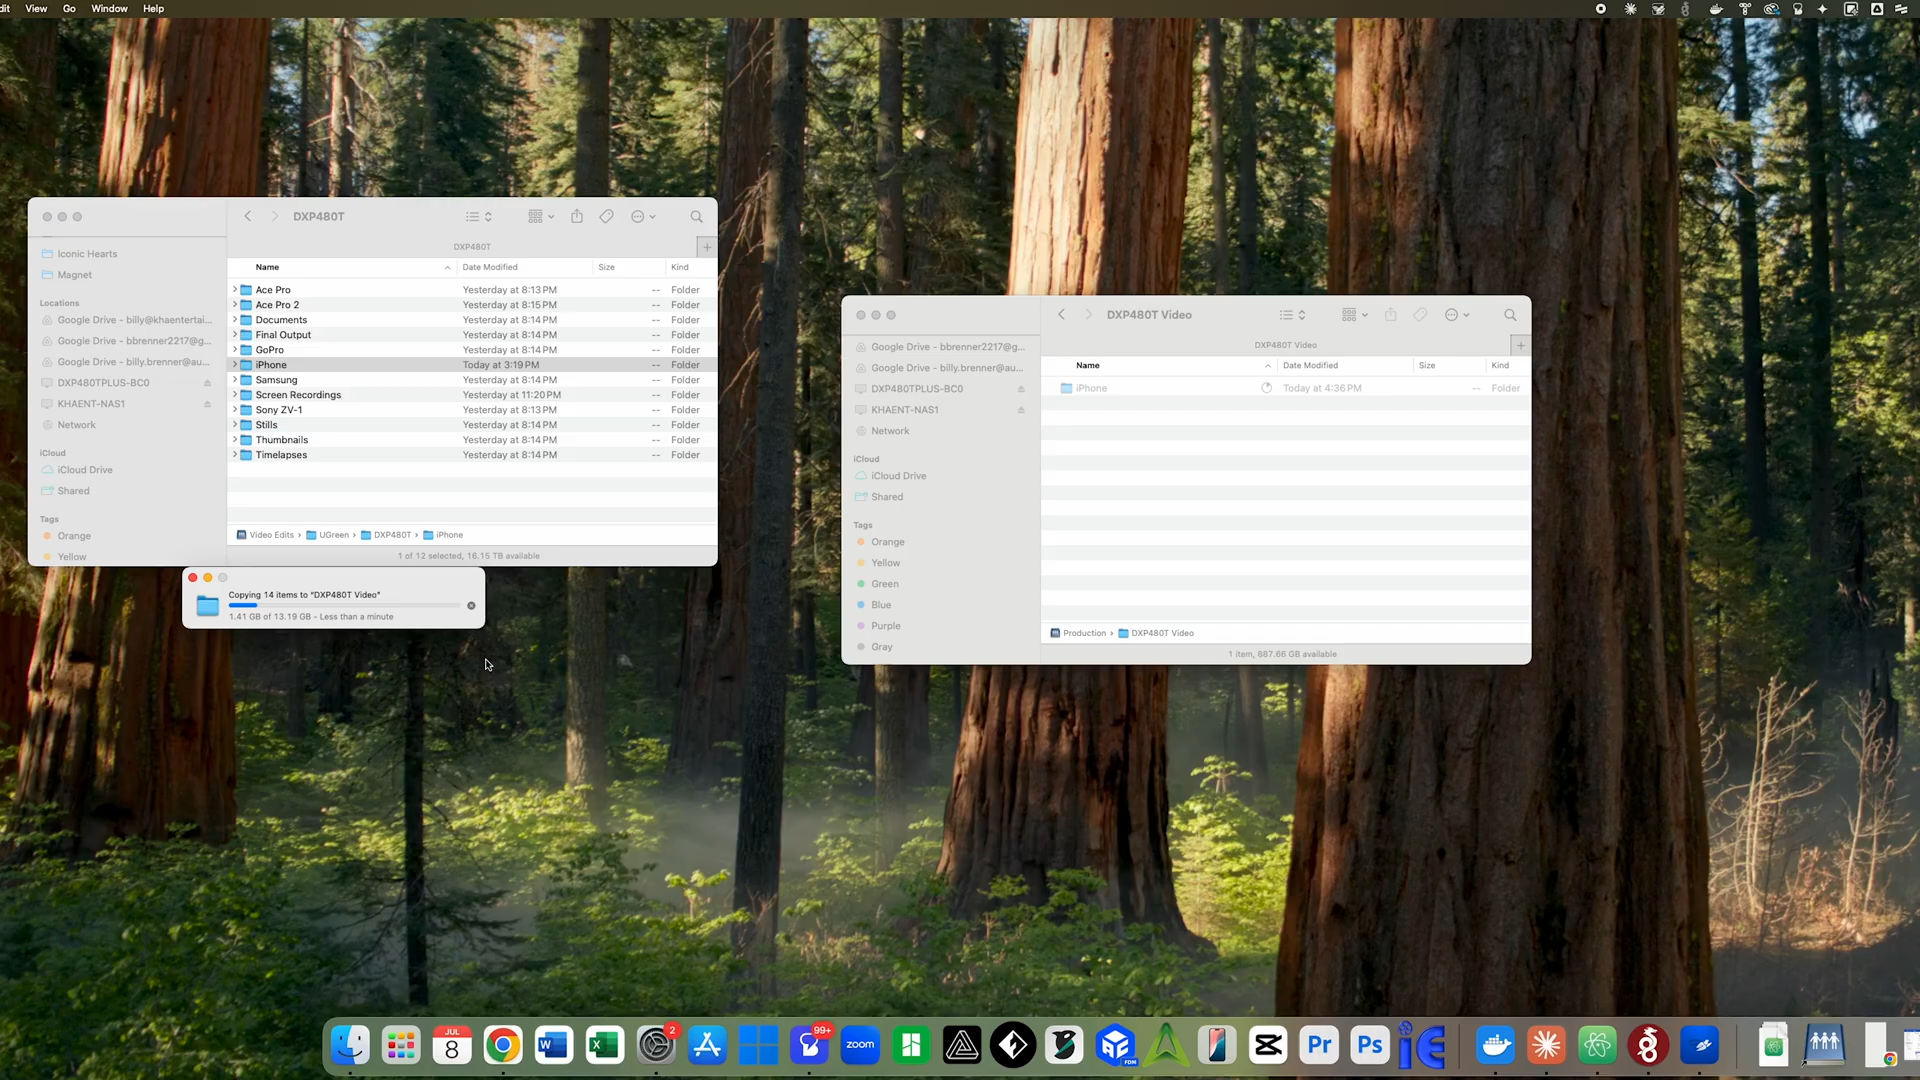 dit View Go Window Help
DXP480T
DXP480T
Name Date Modified Size Kind
Iconic Hearts
Magnet
Locations
Google Drive - billy@khaentertai...
Google Drive - bbrenner2217@g...
Google Drive - billy.brenner@au...
DXP480TPLUS-BC0
KHAENT-NAS1
Network
iCloud
iCloud Drive
Shared
Tags
Orange
Yellow
Ace Pro Yesterday at 8:13 PM -- Folder
Ace Pro 2 Yesterday at 8:15 PM -- Folder
Documents Yesterday at 8:14 PM -- Folder
Final Output Yesterday at 8:14 PM -- Folder
GoPro Yesterday at 8:14 PM -- Folder
iPhone Today at 3:19 PM -- Folder
Samsung Yesterday at 8:14 PM -- Folder
Screen Recordings Yesterday at 11:20 PM -- Folder
Sony ZV-1 Yesterday at 8:13 PM -- Folder
Stills Yesterday at 8:14 PM -- Folder
Thumbnails Yesterday at 8:14 PM -- Folder
Timelapses Yesterday at 8:14 PM -- Folder
Video Edits › UGreen › DXP480T › iPhone
1 of 12 selected, 16.15 TB available
Copying 14 items to "DXP480T Video"
1.41 GB of 13.19 GB - Less than a minute
DXP480T Video
DXP480T Video
Name Date Modified Size Kind
iPhone Today at 4:36 PM -- Folder
Google Drive - bbrenner2217@g...
Google Drive - billy.brenner@au...
DXP480TPLUS-BC0
KHAENT-NAS1
Network
iCloud
iCloud Drive
Shared
Tags
Orange
Yellow
Green
Blue
Purple
Gray
Production › DXP480T Video
1 item, 887.66 GB available
JUL
8
W
X
2
99+
zoom
FDM
Pr
Ps
iE